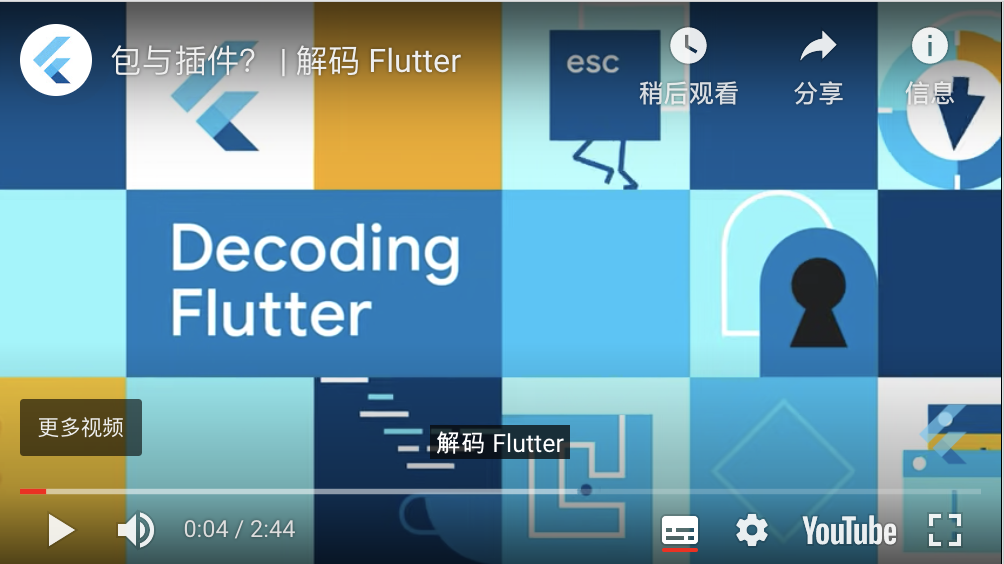 包与插件? | 解码 Flutter
esc
稍后观看
分享
信息
Decoding
Flutter
更多视频
解码 Flutter
0:04 / 2:44
YouTube